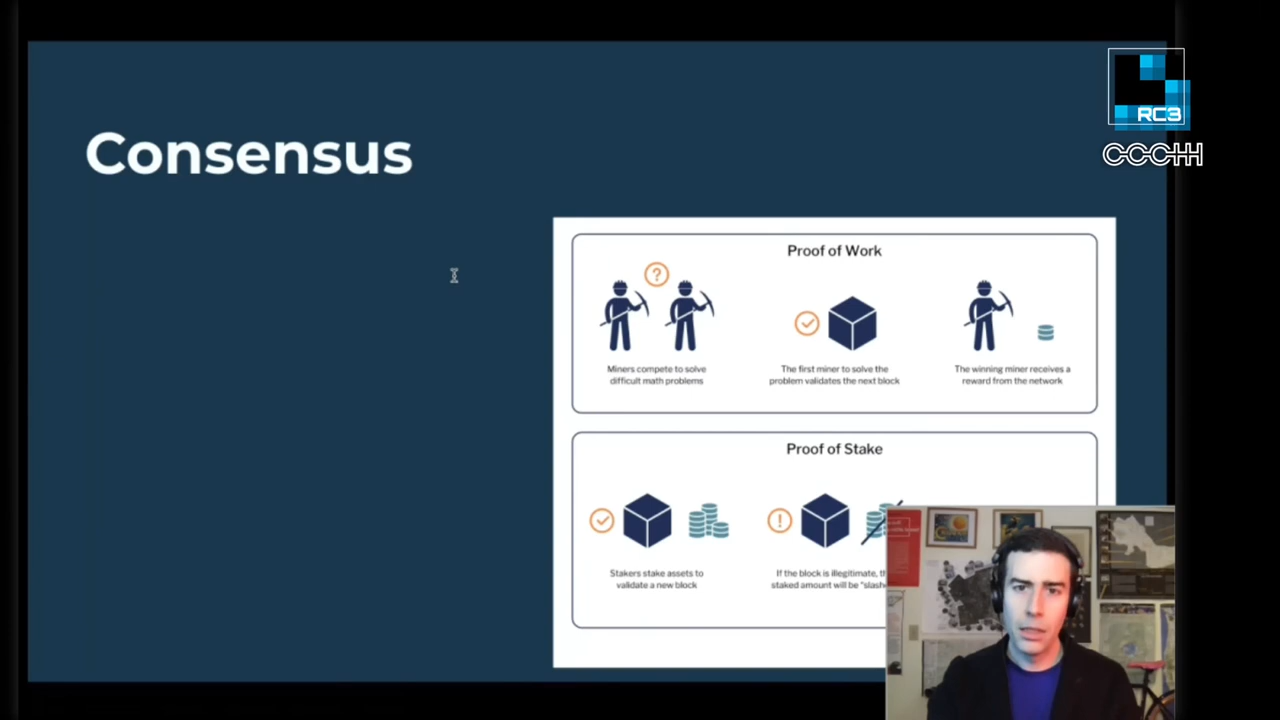 RC3
CCCHH
Consensus
Proof of Work
?
Miners compete to solve
difficult math problems
The first miner to solve the
problem validates the next block
The winning miner receives a
reward from the network
Proof of Stake
!
Stakers stake assets to
validate a new block
If the block is illegitimate,
staked amount will be "slash